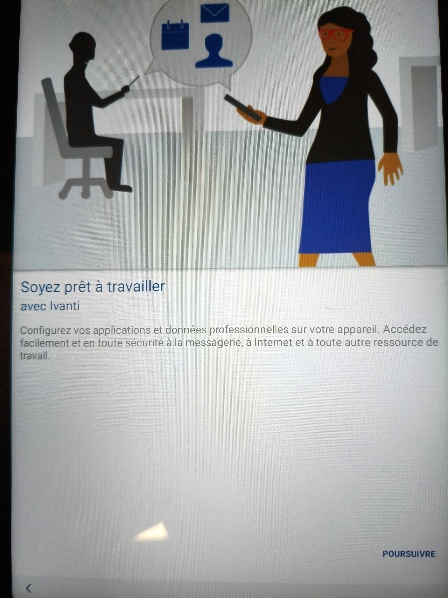 Soyez prêt à travailler
avec Ivanti
Configurez vos applications et données professionnelles sur votre appareil. Accédez
facilement et en toute sécurité à la messagerie, à Internet et à toute autre ressource de
travail.
POURSUIVRE